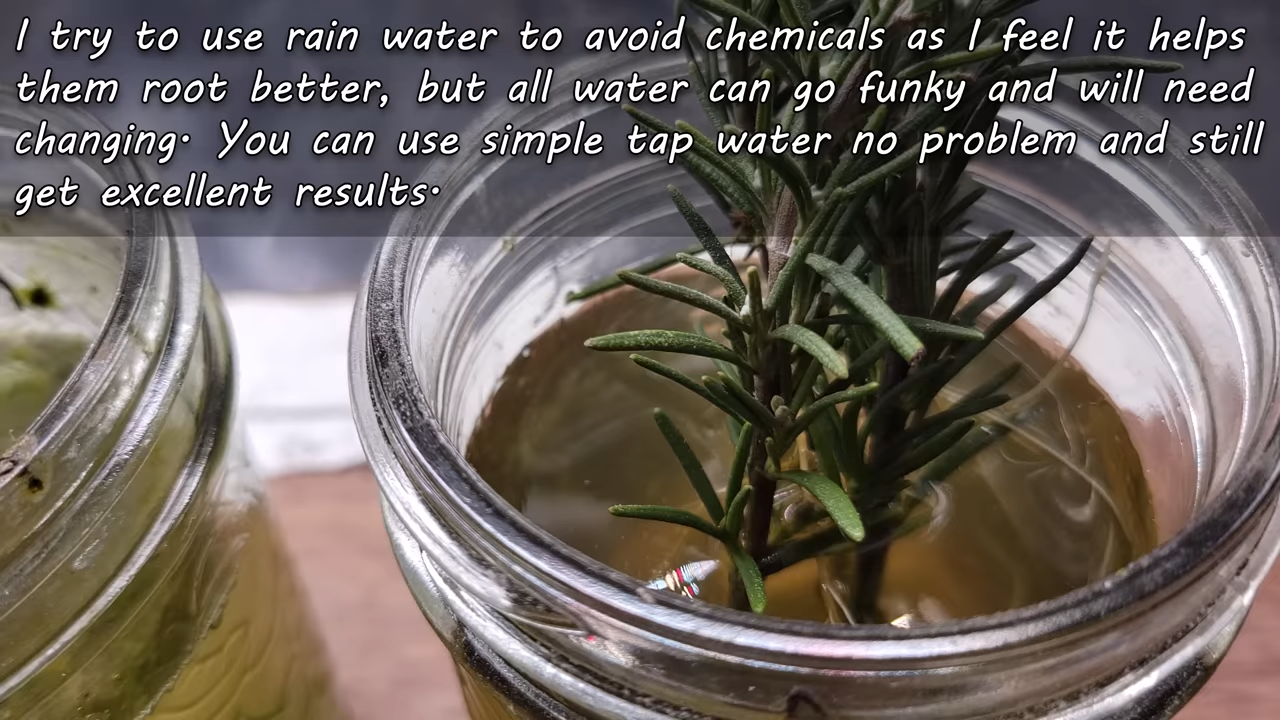 I try to use rain water to avoid chemicals as I feel it helps
them root better, but all water can go funky and will need
changing. You can use simple tap water no problem and still
get excellent results.